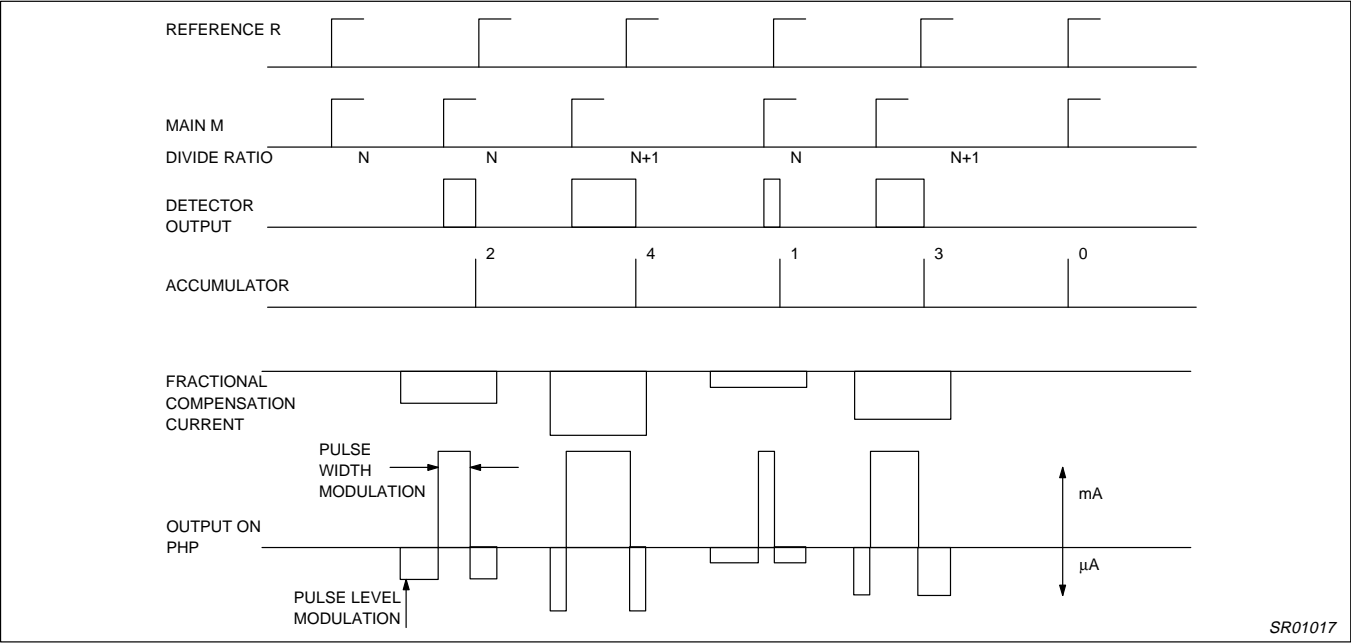 REFERENCE R
MAIN M
DIVIDE RATIO N N N+1 N N+1
DETECTOR
OUTPUT
2 4 1 3 0
ACCUMULATOR
FRACTIONAL
COMPENSATION
CURRENT
PULSE
WIDTH
MODULATION
mA
OUTPUT ON
PHP
µA
PULSE LEVEL
MODULATION
SR01017